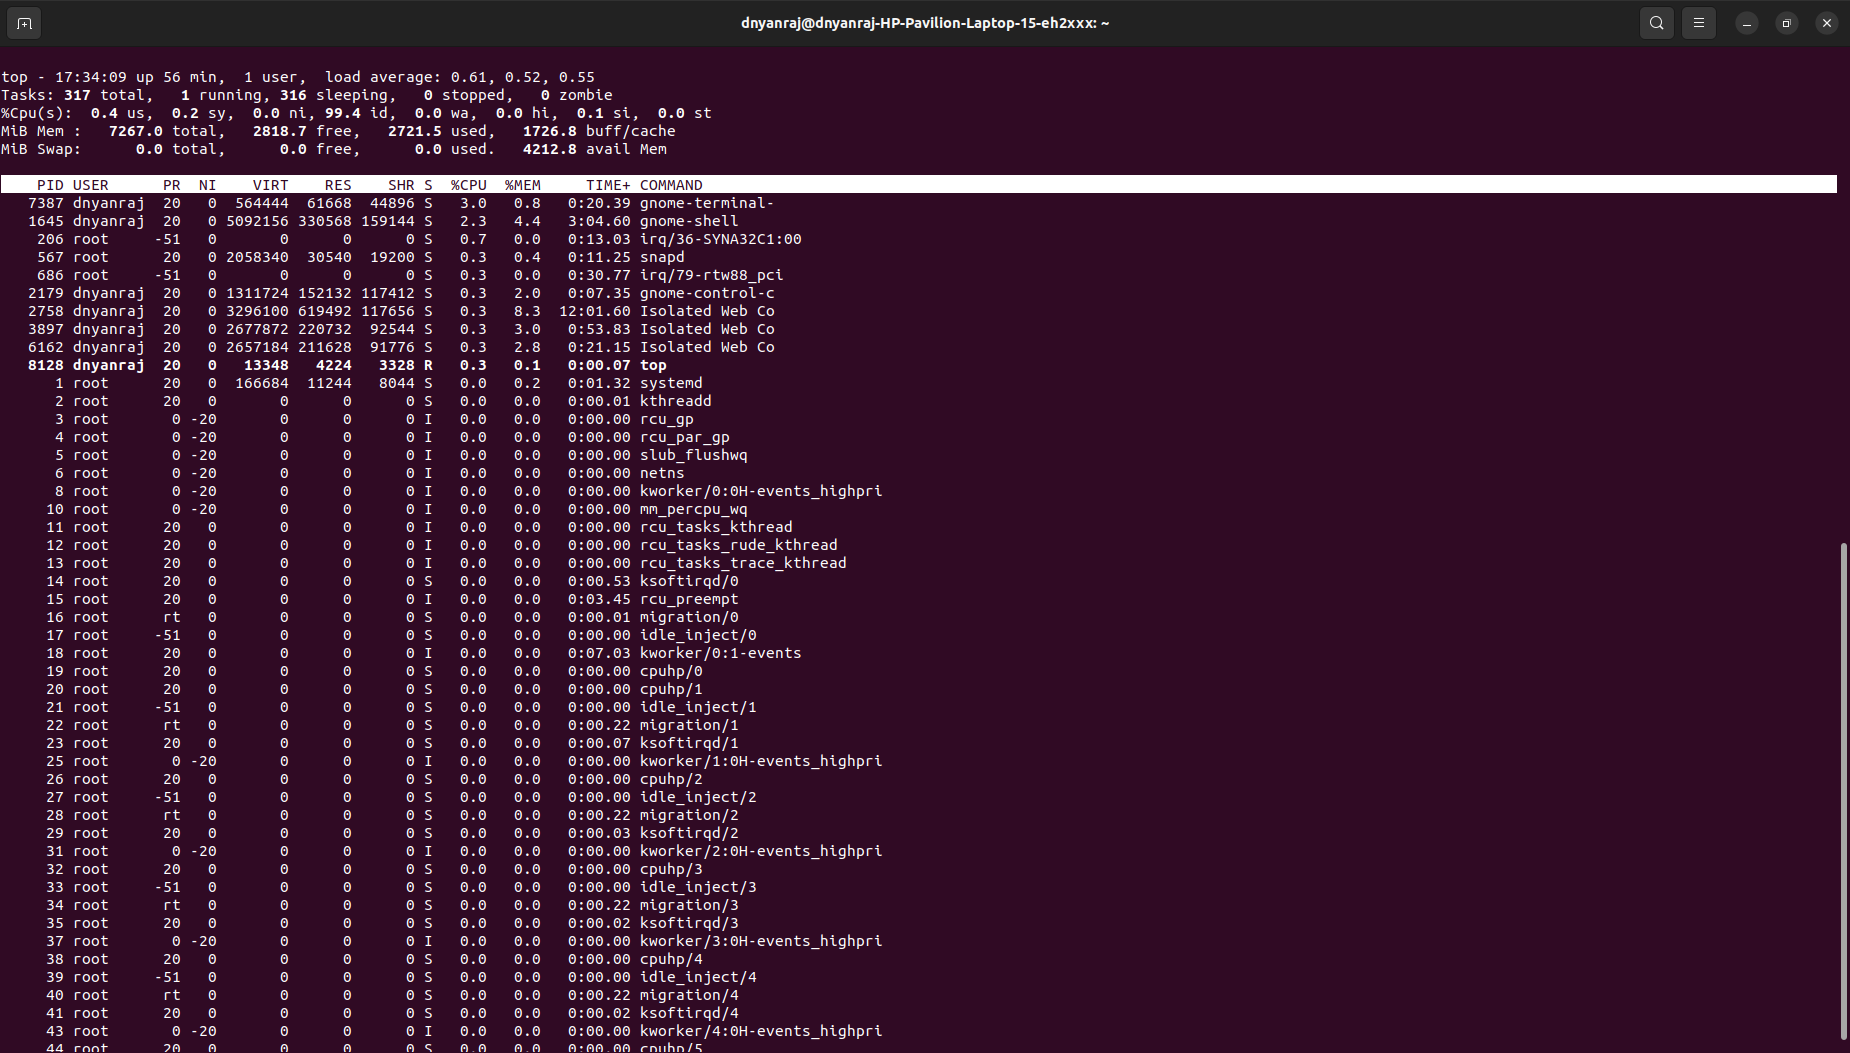 dnyanraj@dnyanraj-HP-Pavilion-Laptop-15-eh2xxx: ~
top - 17:34:09 up 56 min,  1 user,  load average: 0.61, 0.52, 0.55
Tasks: 317 total,   1 running, 316 sleeping,   0 stopped,   0 zombie
%Cpu(s):  0.4 us,  0.2 sy,  0.0 ni, 99.4 id,  0.0 wa,  0.0 hi,  0.1 si,  0.0 st
MiB Mem :   7267.0 total,   2818.7 free,   2721.5 used,   1726.8 buff/cache
MiB Swap:      0.0 total,      0.0 free,      0.0 used.   4212.8 avail Mem
PID USER PR NI VIRT RES SHR S %CPU %MEM TIME+ COMMAND
7387 dnyanraj 20 0 564444 61668 44896 S 3.0 0.8 0:20.39 gnome-terminal-
1645 dnyanraj 20 0 5092156 330568 159144 S 2.3 4.4 3:04.60 gnome-shell
206 root -51 0 0 0 0 S 0.7 0.0 0:13.03 irq/36-SYNA32C1:00
567 root 20 0 2058340 30540 19200 S 0.3 0.4 0:11.25 snapd
686 root -51 0 0 0 0 S 0.3 0.0 0:30.77 irq/79-rtw88_pci
2179 dnyanraj 20 0 1311724 152132 117412 S 0.3 2.0 0:07.35 gnome-control-c
2758 dnyanraj 20 0 3296100 619492 117656 S 0.3 8.3 12:01.60 Isolated Web Co
3897 dnyanraj 20 0 2677872 220732 92544 S 0.3 3.0 0:53.83 Isolated Web Co
6162 dnyanraj 20 0 2657184 211628 91776 S 0.3 2.8 0:21.15 Isolated Web Co
8128 dnyanraj 20 0 13348 4224 3328 R 0.3 0.1 0:00.07 top
1 root 20 0 166684 11244 8044 S 0.0 0.2 0:01.32 systemd
2 root 20 0 0 0 0 S 0.0 0.0 0:00.01 kthreadd
3 root 0 -20 0 0 0 I 0.0 0.0 0:00.00 rcu_gp
4 root 0 -20 0 0 0 I 0.0 0.0 0:00.00 rcu_par_gp
5 root 0 -20 0 0 0 I 0.0 0.0 0:00.00 slub_flushwq
6 root 0 -20 0 0 0 I 0.0 0.0 0:00.00 netns
8 root 0 -20 0 0 0 I 0.0 0.0 0:00.00 kworker/0:0H-events_highpri
10 root 0 -20 0 0 0 I 0.0 0.0 0:00.00 mm_percpu_wq
11 root 20 0 0 0 0 I 0.0 0.0 0:00.00 rcu_tasks_kthread
12 root 20 0 0 0 0 I 0.0 0.0 0:00.00 rcu_tasks_rude_kthread
13 root 20 0 0 0 0 I 0.0 0.0 0:00.00 rcu_tasks_trace_kthread
14 root 20 0 0 0 0 S 0.0 0.0 0:00.53 ksoftirqd/0
15 root 20 0 0 0 0 I 0.0 0.0 0:03.45 rcu_preempt
16 root rt 0 0 0 0 S 0.0 0.0 0:00.01 migration/0
17 root -51 0 0 0 0 S 0.0 0.0 0:00.00 idle_inject/0
18 root 20 0 0 0 0 I 0.0 0.0 0:07.03 kworker/0:1-events
19 root 20 0 0 0 0 S 0.0 0.0 0:00.00 cpuhp/0
20 root 20 0 0 0 0 S 0.0 0.0 0:00.00 cpuhp/1
21 root -51 0 0 0 0 S 0.0 0.0 0:00.00 idle_inject/1
22 root rt 0 0 0 0 S 0.0 0.0 0:00.22 migration/1
23 root 20 0 0 0 0 S 0.0 0.0 0:00.07 ksoftirqd/1
25 root 0 -20 0 0 0 I 0.0 0.0 0:00.00 kworker/1:0H-events_highpri
26 root 20 0 0 0 0 S 0.0 0.0 0:00.00 cpuhp/2
27 root -51 0 0 0 0 S 0.0 0.0 0:00.00 idle_inject/2
28 root rt 0 0 0 0 S 0.0 0.0 0:00.22 migration/2
29 root 20 0 0 0 0 S 0.0 0.0 0:00.03 ksoftirqd/2
31 root 0 -20 0 0 0 I 0.0 0.0 0:00.00 kworker/2:0H-events_highpri
32 root 20 0 0 0 0 S 0.0 0.0 0:00.00 cpuhp/3
33 root -51 0 0 0 0 S 0.0 0.0 0:00.00 idle_inject/3
34 root rt 0 0 0 0 S 0.0 0.0 0:00.22 migration/3
35 root 20 0 0 0 0 S 0.0 0.0 0:00.02 ksoftirqd/3
37 root 0 -20 0 0 0 I 0.0 0.0 0:00.00 kworker/3:0H-events_highpri
38 root 20 0 0 0 0 S 0.0 0.0 0:00.00 cpuhp/4
39 root -51 0 0 0 0 S 0.0 0.0 0:00.00 idle_inject/4
40 root rt 0 0 0 0 S 0.0 0.0 0:00.22 migration/4
41 root 20 0 0 0 0 S 0.0 0.0 0:00.02 ksoftirqd/4
43 root 0 -20 0 0 0 I 0.0 0.0 0:00.00 kworker/4:0H-events_highpri
44 root 20 0 0 0 0 S 0.0 0.0 0:00.00 cpuhp/5